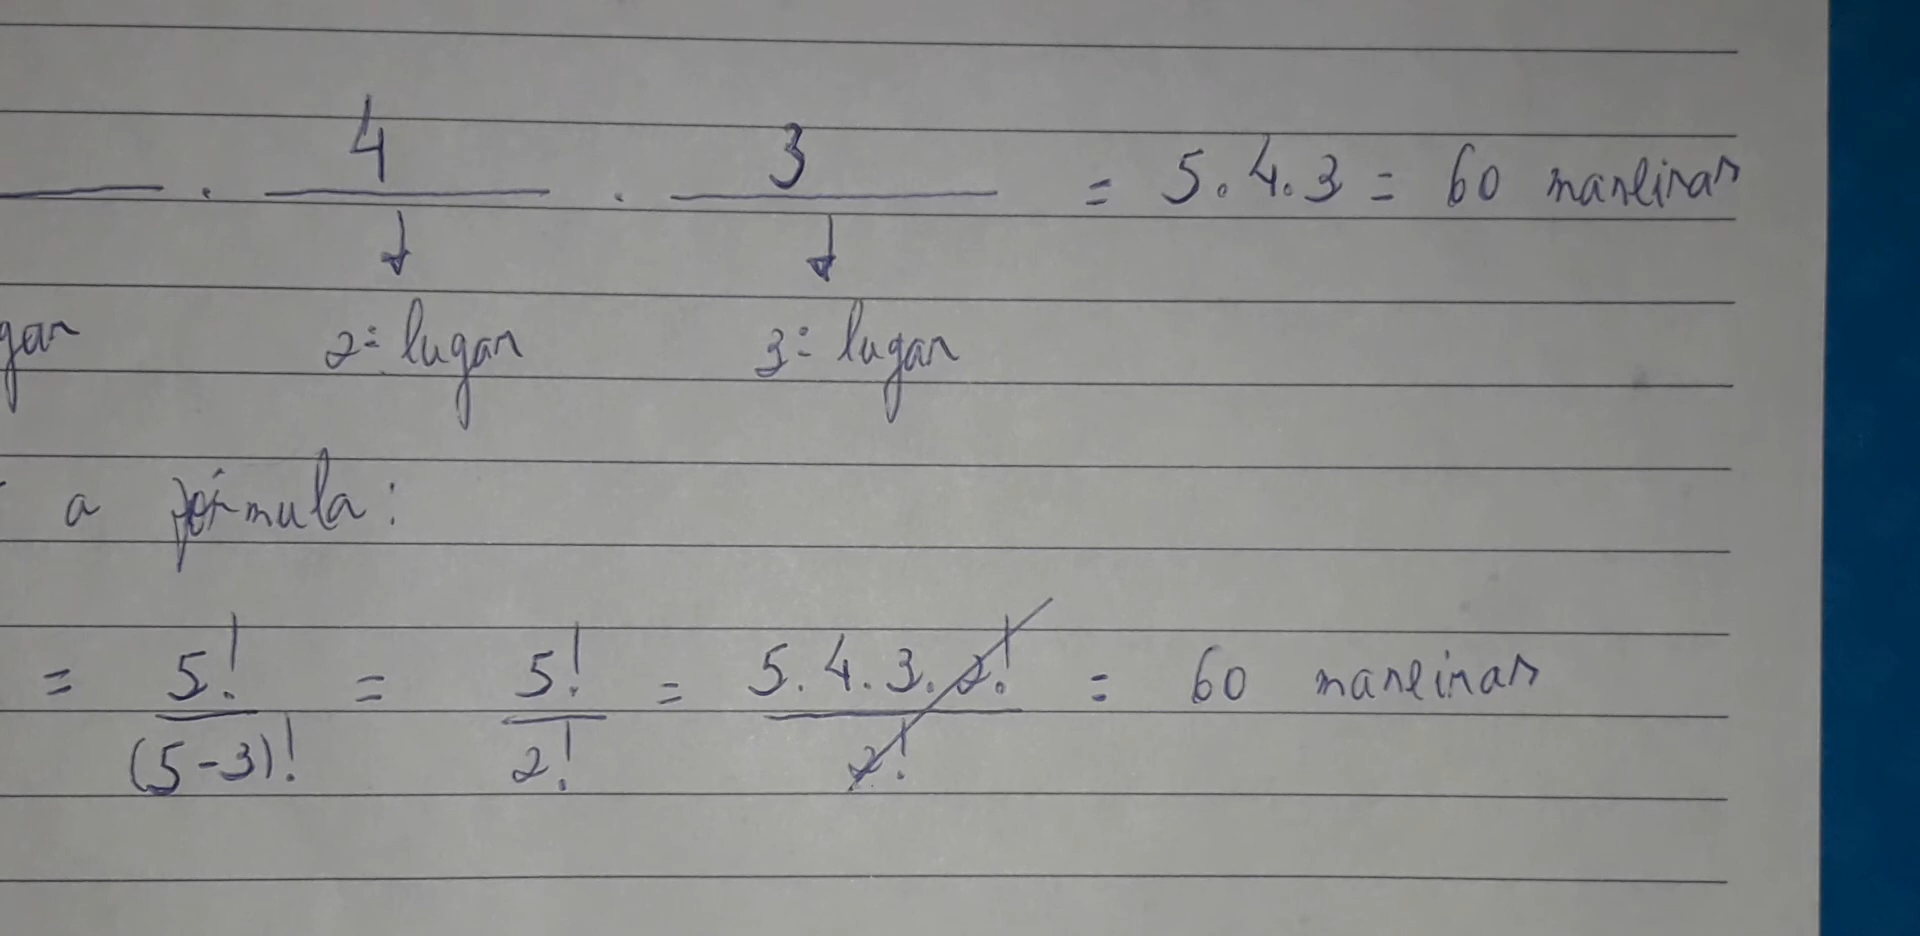 4 . 3 = 5.4.3 = 60 maneiras
gar 2º lugar 3º lugar
a fórmula:
= 5!/(5-3)! = 5!/2! = 5.4.3.2!/2! = 60 maneiras